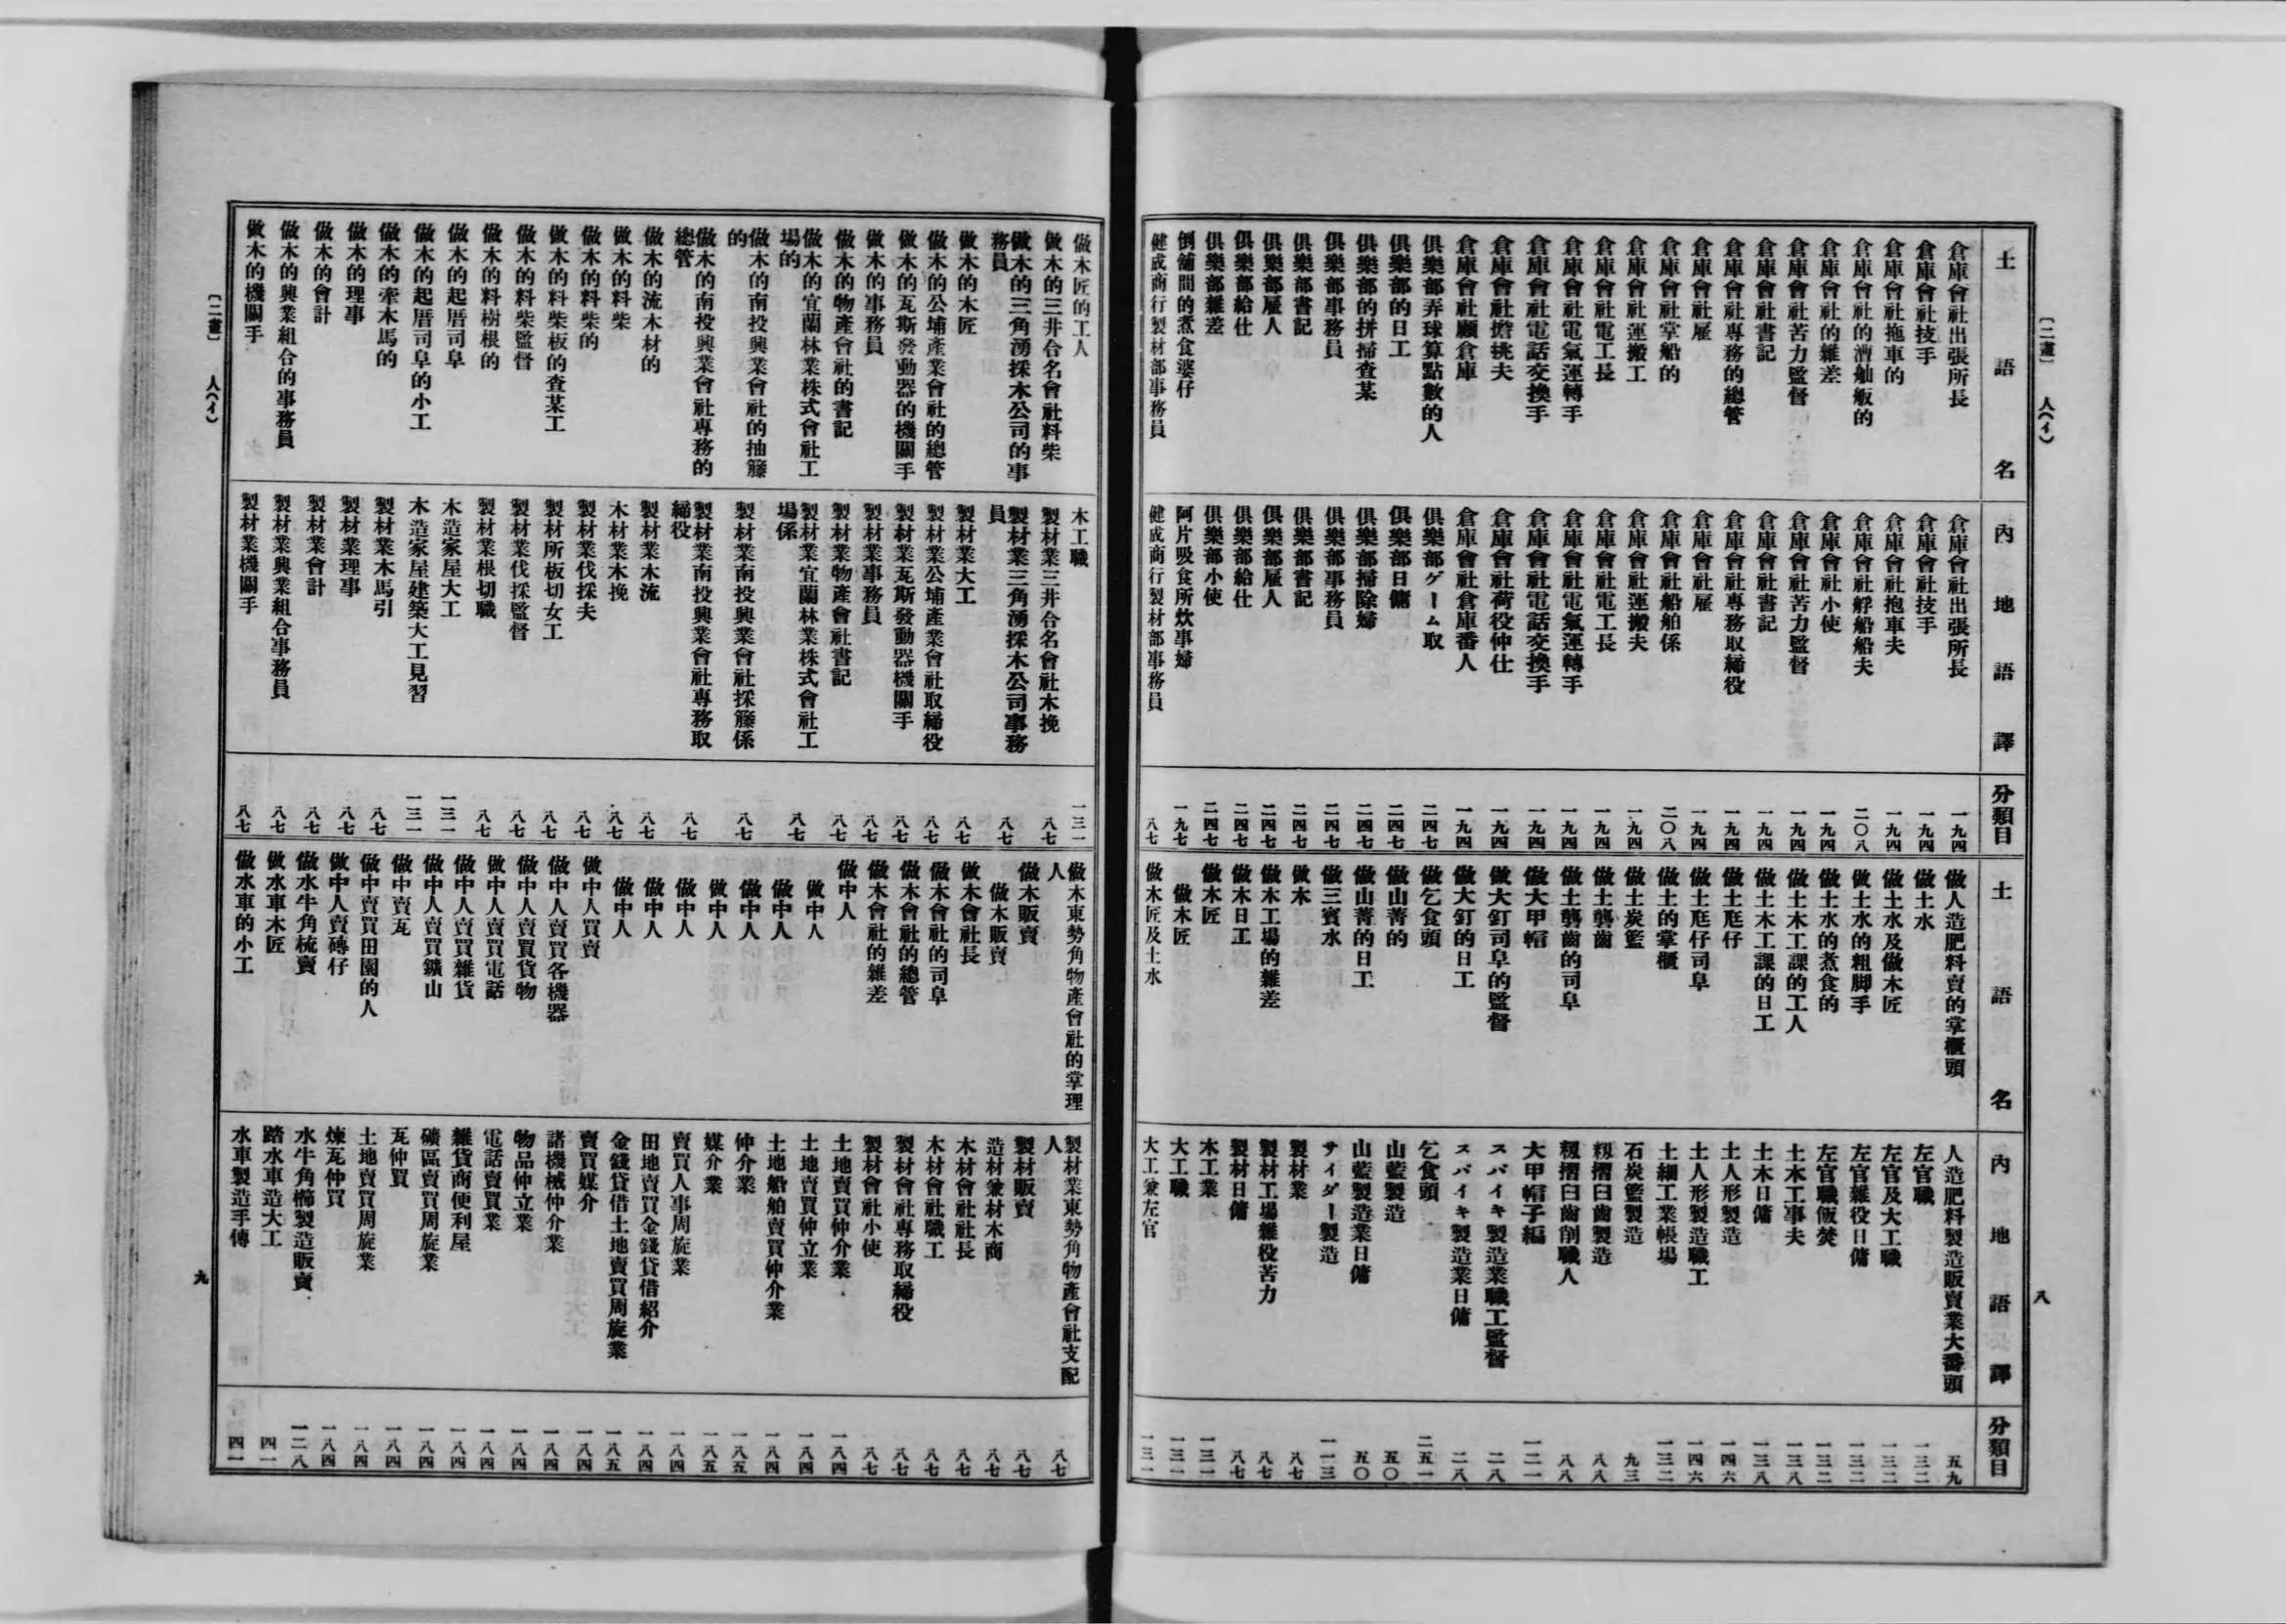 〔二畫〕 人(イ)
八
土語名
內地語譯
分類目
倉庫會社出張所長 倉庫會社出張所長 一九四
倉庫會社技手 倉庫會社技手 一九四
倉庫會社拖車的 倉庫會社抱車夫 一九四
倉庫會社的漕舢舨的 倉庫會社艀船船夫 二〇八
倉庫會社的雜差 倉庫會社小使 一九四
倉庫會社苦力監督 倉庫會社苦力監督 一九四
倉庫會社書記 倉庫會社書記 一九四
倉庫會社專務的總管 倉庫會社專務取締役 一九四
倉庫會社雇 倉庫會社雇 一九四
倉庫會社掌船的 倉庫會社船舶係 二〇八
倉庫會社運搬工 倉庫會社運搬夫 一九四
倉庫會社電工長 倉庫會社電工長 一九四
倉庫會社電氣運轉手 倉庫會社電氣運轉手 一九四
倉庫會社電話交換手 倉庫會社電話交換手 一九四
倉庫會社擔挑夫 倉庫會社荷役仲仕 一九四
倉庫會社顧倉庫 倉庫會社倉庫番人 一九四
俱樂部弄球算點數的人 俱樂部ゲーム取 二四七
俱樂部的日工 俱樂部日傭 二四七
俱樂部的拼掃查某 俱樂部掃除婦 二四七
俱樂部事務員 俱樂部事務員 二四七
俱樂部書記 俱樂部書記 二四七
俱樂部雇人 俱樂部雇人 二四七
俱樂部給仕 俱樂部給仕 二四七
俱樂部雜差 俱樂部小使 二四七
倒舖間的煮食婆仔 阿片吸食所炊事婦 一九七
健成商行製材部事務員 健成商行製材部事務員 八七
土語名
內地語譯
分類目
做人造肥料賣的掌櫃頭 人造肥料製造販賣業大番頭 五九
做土水 左官職 一三二
做土水及做木匠 左官及大工職 一三二
做土水的粗脚手 左官雜役日傭 一三二
做土水的煮食的 左官職飯焚 一三二
做土木工課的工人 土木工事夫 一三八
做土木工課的日工 土木日傭 一三八
做土尫仔 土人形製造 一四六
做土尫仔司阜 土人形製造職工 一四六
做土的掌櫃 土細工業帳場 一三二
做土炭籃 石炭籃製造 九三
做土礱齒 籾摺臼齒製造 八八
做土礱齒的司阜 籾摺臼齒削職人 八八
做大甲帽 大甲帽子編 一二一
做大釘司阜的監督 スパイキ製造業職工監督 二八
做大釘的日工 スパイキ製造業日傭 二八
做乞食頭 乞食頭 二五一
做山菁的 山藍製造 五〇
做山菁的日工 山藍製造業日傭 五〇
做三賓水 サイダー製造 一一三
做木 製材業 八七
做木工場的雜差 製材工場雜役苦力 八七
做木日工 製材日傭 八七
做木匠 木工業 一三一
做木匠 大工職 一三一
做木匠及土水 大工兼左官 一三一
〔二畫〕 人(イ)
九
做木匠的工人 木工職 一三一
做木的三井合名會社料柴 製材業三井合名會社木挽 八七
做木的三角湧採木公司的事務員 製材業三角湧採木公司事務員 八七
做木的木匠 製材業大工 八七
做木的公埔產業會社的總管 製材業公埔產業會社取締役 八七
做木的瓦斯發動器的機關手 製材業瓦斯發動器機關手 八七
做木的事務員 製材業事務員 八七
做木的物產會社的書記 製材業物產會社書記 八七
做木的宜蘭林業株式會社工場的 製材業宜蘭林業株式會社工場係 八七
做木的南投興業會社的抽籐的 製材業南投興業會社採籐係 八七
做木的南投興業會社專務的總管 製材業南投興業會社專務取締役 八七
做木的流木材的 製材業木流 八七
做木的料柴 木材業木挽 八七
做木的料柴的 製材業伐採夫 八七
做木的料柴板的查某工 製材所板切女工 八七
做木的料柴監督 製材業伐採監督 八七
做木的料樹根的 製材業根切職 八七
做木的起厝司阜 木造家屋大工 一三一
做木的起厝司阜的小工 木造家屋建築大工見習 一三一
做木的牽木馬的 製材業木馬引 八七
做木的理事 製材業理事 八七
做木的會計 製材業會計 八七
做木的興業組合的事務員 製材業興業組合事務員 八七
做木的機關手 製材業機關手 八七
做木東勢角物產會社的掌理人 製材業東勢角物產會社支配人 八七
做木販賣 製材販賣 八七
做木販賣 造材兼材木商 八七
做木會社長 木材會社社長 八七
做木會社的司阜 木材會社職工 八七
做木會社的總管 製材會社專務取締役 八七
做木會社的雜差 製材會社小使 八七
做中人 土地賣買仲介業 一八四
做中人 土地賣買仲立業 一八四
做中人 土地船舶賣買仲介業 一八四
做中人 仲介業 一八五
做中人 媒介業 一八五
做中人 賣買人事周旋業 一八四
做中人 田地賣買金錢貸借紹介 一八四
做中人 金錢貸借土地賣買周旋業 一八五
做中人買賣 賣買媒介 一八四
做中人賣買各機器 諸機械仲介業 一八四
做中人賣買貨物 物品仲立業 一八四
做中人賣買電話 電話賣買業 一八四
做中人賣買雜貨 雜貨商便利屋 一八四
做中人賣買鑛山 礦區賣買周旋業 一八四
做中賣瓦 瓦仲買 一八四
做中賣買田園的人 土地賣買周旋業 一八四
做中人賣磚仔 煉瓦仲買 一八四
做水牛角梳賣 水牛角櫛製造販賣 一二八
做水車木匠 踏水車造大工 四一
做水車的小工 水車製造手傳 四一